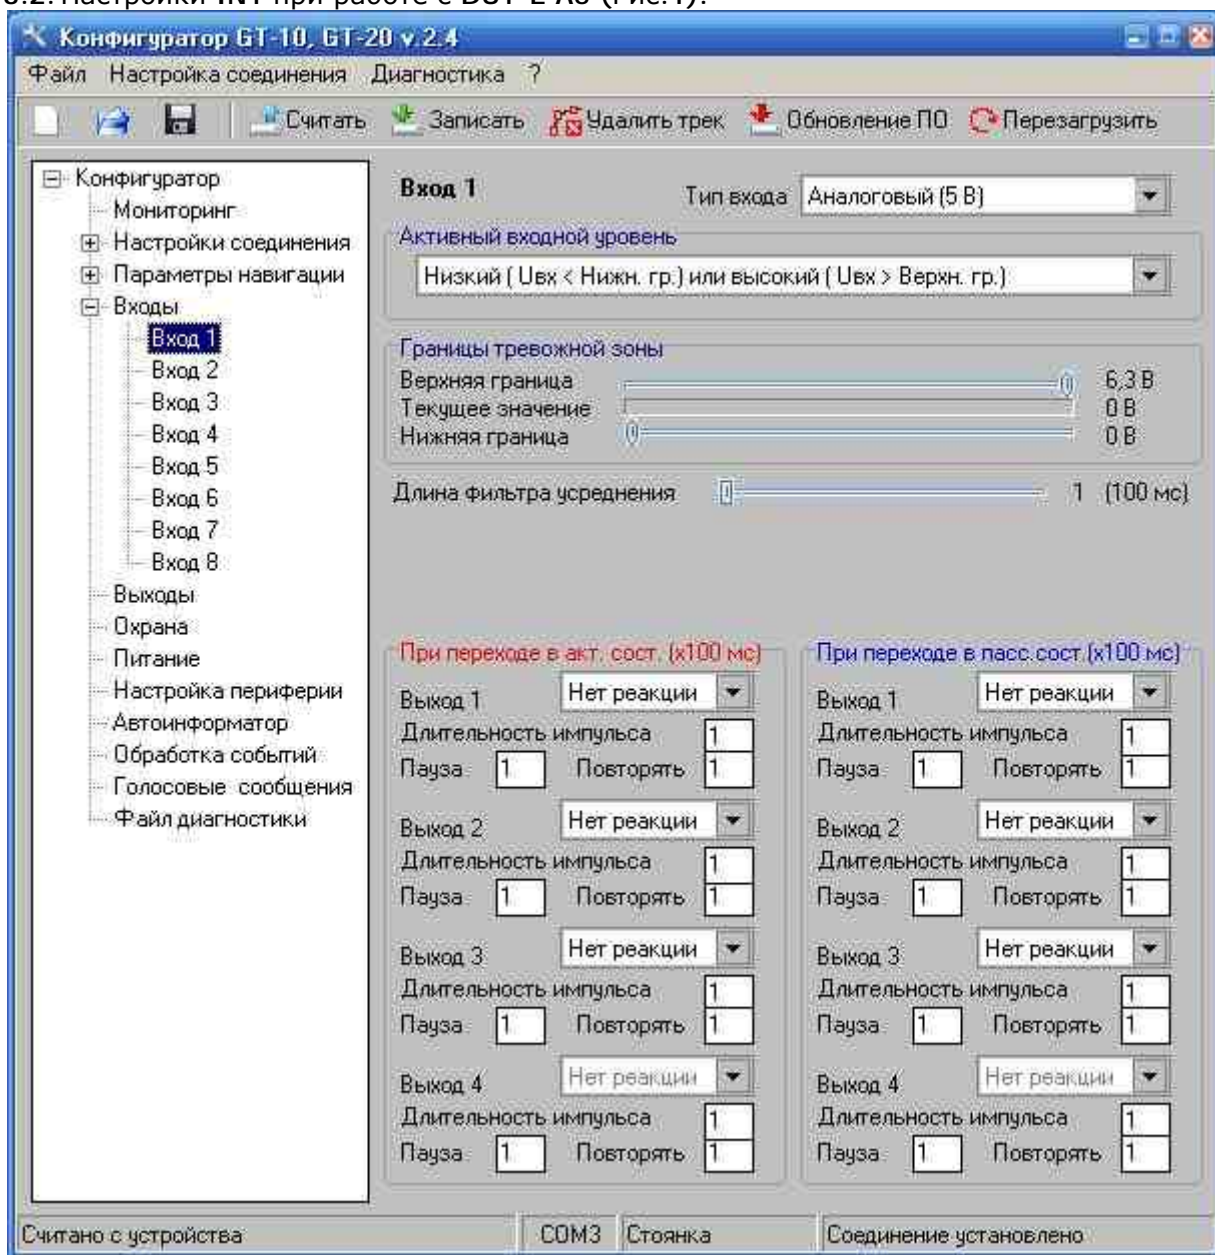 Настройки INT при работе с
Конфигуратор GT-10, GT-20 v.2.4
Файл Настройка соединения Диагностика ?
Считать Записать Удалить трек Обновление ПО Перезагрузить
Конфигуратор
Мониторинг
Настройки соединения
Параметры навигации
Входы
Вход 1
Вход 2
Вход 3
Вход 4
Вход 5
Вход 6
Вход 7
Вход 8
Выходы
Охрана
Питание
Настройка периферии
Автоинформатор
Обработка событий
Голосовые сообщения
Файл диагностики
Вход 1 Тип входа Аналоговый (5 В)
Активный входной уровень
Низкий ( Uвх < Нижн. гр.) или высокий ( Uвх > Верхн. гр.)
Границы тревожной зоны
Верхняя граница 6,3 В
Текущее значение 0 В
Нижняя граница 0 В
Длина фильтра усреднения 1 (100 мс)
При переходе в акт. сост. (x100 мс)
Выход 1 Нет реакции
Длительность импульса 1
Пауза 1 Повторять 1
Выход 2 Нет реакции
Длительность импульса 1
Пауза 1 Повторять 1
Выход 3 Нет реакции
Длительность импульса 1
Пауза 1 Повторять 1
Выход 4 Нет реакции
Длительность импульса 1
Пауза 1 Повторять 1
При переходе в пасс.сост.(x100 мс)
Выход 1 Нет реакции
Длительность импульса 1
Пауза 1 Повторять 1
Выход 2 Нет реакции
Длительность импульса 1
Пауза 1 Повторять 1
Выход 3 Нет реакции
Длительность импульса 1
Пауза 1 Повторять 1
Выход 4 Нет реакции
Длительность импульса 1
Пауза 1 Повторять 1
Считано с устройства COM3 Стоянка Соединение установлено